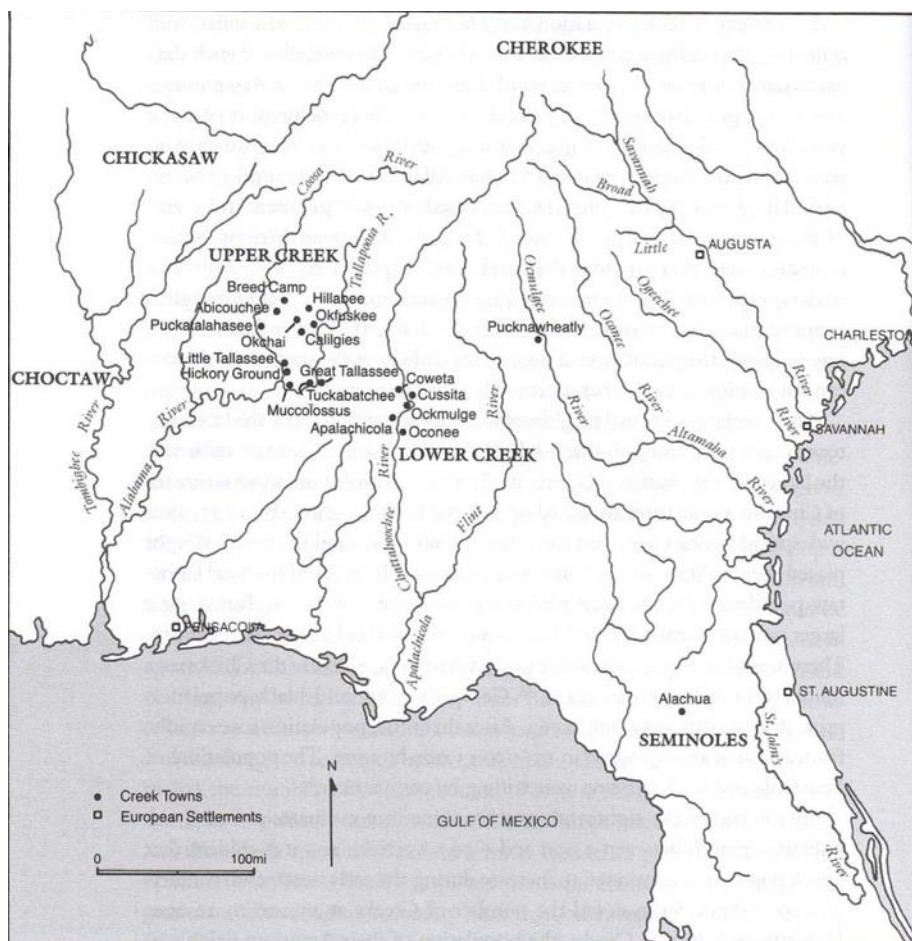 CHEROKEE
CHICKASAW
Coosa River
Savannah
Broad
UPPER CREEK
Tallapoosa R.
Little
AUGUSTA
Breed Camp
Hillabee
Abicouchee
Okfuskee
Ogeechee
Ocmulgee
Oconee
Pucknawheatly
Puckatalahasee
Okchai
Calilgies
CHARLESTON
Little Tallassee
Great Tallassee
Hickory Ground
Coweta
Tuckabatchee
Cussita
CHOCTAW
River
River
River
River
River
Muccolossus
Ockmulge
SAVANNAH
Apalachicola
Oconee
Altamaha
River
LOWER CREEK
Tombigbee
River
Alabama
Chattahoochee
River
Flint
ATLANTIC
OCEAN
PENSACOLA
Apalachicola
Alachua
ST. AUGUSTINE
SEMINOLES
St. Johns
River
N
Creek Towns
European Settlements
GULF OF MEXICO
0 100mi